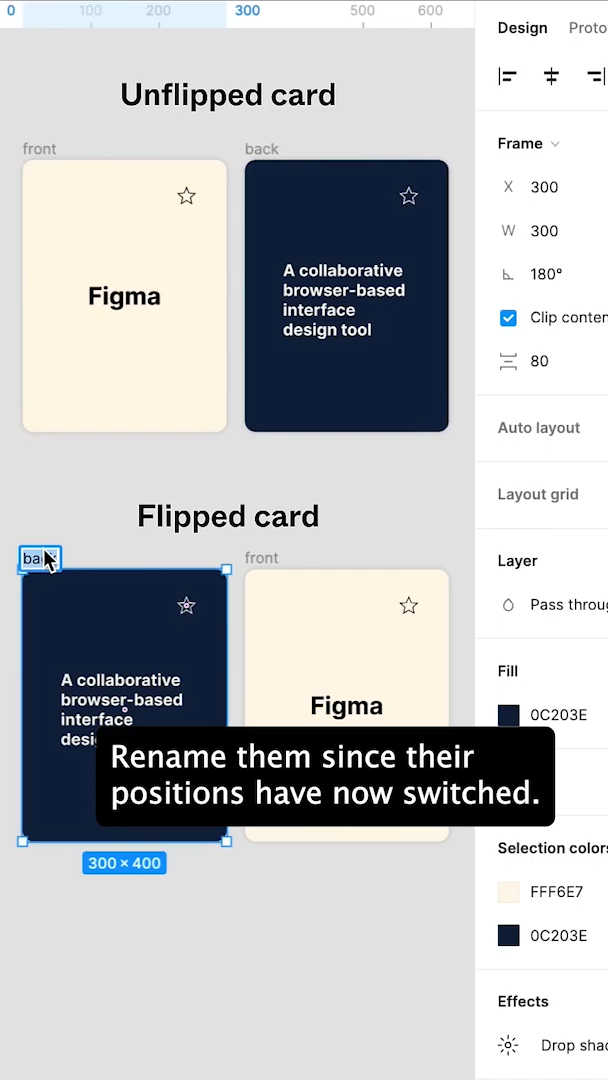 0
100
200
300
500
600
Design
Proto
Unflipped card
front
back
Figma
A collaborative
browser-based
interface
design tool
Frame
X 300
W 300
180°
Clip conten
80
Auto layout
Layout grid
Flipped card
front
A collaborative
browser-based
interface
Figma
Layer
Pass throug
Fill
0C203E
Rename them since their
positions have now switched.
300 × 400
Selection colors
FFF6E7
0C203E
Effects
Drop shad